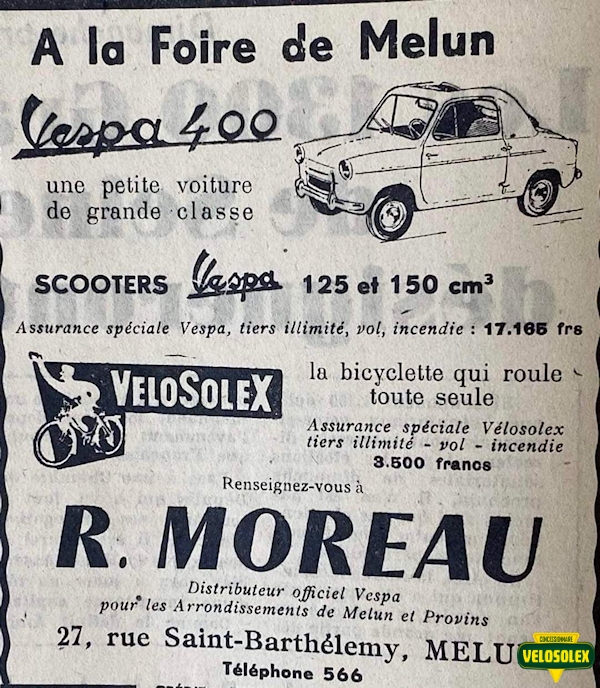 A la Foire de Melun
Vespa 400
une petite voiture
de grande classe
SCOOTERS Vespa 125 et 150 cm³
Assurance spéciale Vespa, tiers illimité, vol, incendie : 17.165 frs
VELOSOLEX
la bicyclette qui roule
toute seule
Assurance spéciale Vélosolex
tiers illimité - vol - incendie
3.500 francs
Renseignez-vous à
R. MOREAU
Distributeur officiel Vespa
pour les Arrondissements de Melun et Provins
27, rue Saint-Barthélemy, MELU
Téléphone 566
CONCESSIONNAIRE
VELOSOLEX